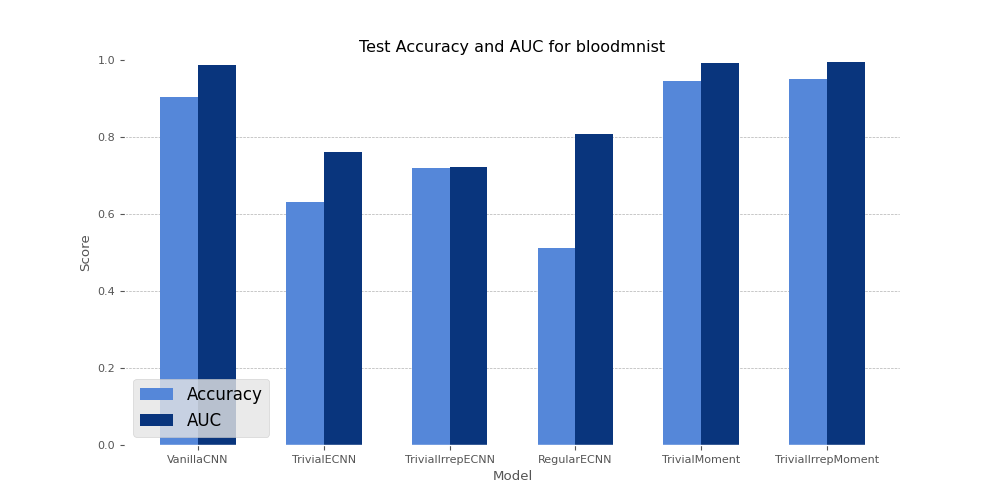 Test Accuracy and AUC for bloodmnist
1.0
0.8
0.6
0.4
0.2
0.0
Score
Accuracy
AUC
VanillaCNN
TrivialECNN
TrivialIrrepECNN
RegularECNN
TrivialMoment
TrivialIrrepMoment
Model